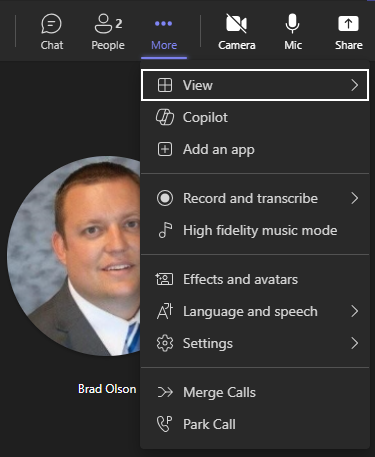 2
Chat People More Camera Mic Share
View
Copilot
Add an app
Record and transcribe
High fidelity music mode
Effects and avatars
Language and speech
Settings
Brad Olson
Merge Calls
Park Call